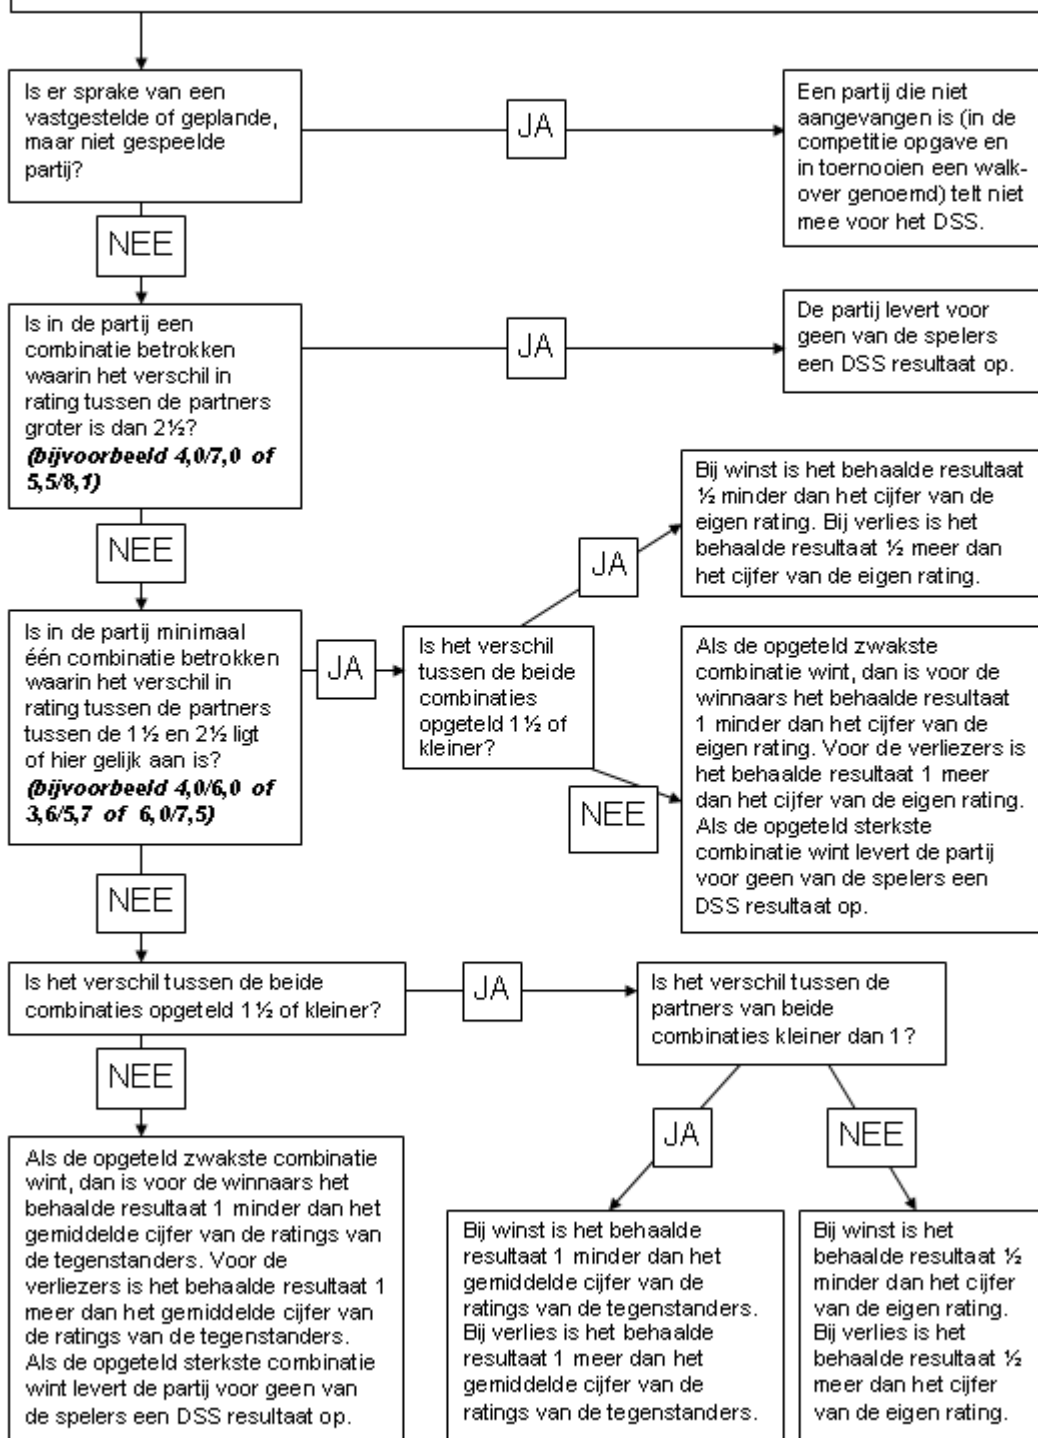 Is er sprake van een
vastgestelde of geplande,
maar niet gespeelde
partij?
JA
Een partij die niet
aangevangen is (in de
competitie opgave en
in toernooien een walk-
over genoemd) telt niet
mee voor het DSS.
NEE
Is in de partij een
combinatie betrokken
waarin het verschil in
rating tussen de partners
groter is dan 2½?
(bijvoorbeeld 4,0/7,0 of
5,5/8,1)
JA
De partij levert voor
geen van de spelers
een DSS resultaat op.
NEE
Is in de partij minimaal
één combinatie betrokken
waarin het verschil in
rating tussen de partners
tussen de 1½ en 2½ ligt
of hier gelijk aan is?
(bijvoorbeeld 4,0/6,0 of
3,6/5,7 of 6,0/7,5)
JA
Is het verschil
tussen de beide
combinaties
opgeteld 1½ of
kleiner?
JA
Bij winst is het behaalde resultaat
½ minder dan het cijfer van de
eigen rating. Bij verlies is het
behaalde resultaat ½ meer dan
het cijfer van de eigen rating.
NEE
Als de opgeteld zwakste
combinatie wint, dan is voor de
winnaars het behaalde resultaat
1 minder dan het cijfer van de
eigen rating. Voor de verliezers is
het behaalde resultaat 1 meer
dan het cijfer van de eigen rating.
Als de opgeteld sterkste
combinatie wint levert de partij
voor geen van de spelers een
DSS resultaat op.
NEE
Is het verschil tussen de beide
combinaties opgeteld 1½ of kleiner?
JA
Is het verschil tussen de
partners van beide
combinaties kleiner dan 1?
NEE
Als de opgeteld zwakste combinatie
wint, dan is voor de winnaars het
behaalde resultaat 1 minder dan het
gemiddelde cijfer van de ratings van
de tegenstanders. Voor de
verliezers is het behaalde resultaat 1
meer dan het gemiddelde cijfer van
de ratings van de tegenstanders.
Als de opgeteld sterkste combinatie
wint levert de partij voor geen van
de spelers een DSS resultaat op.
JA
Bij winst is het behaalde
resultaat 1 minder dan het
gemiddelde cijfer van de
ratings van de tegenstanders.
Bij verlies is het behaalde
resultaat 1 meer dan het
gemiddelde cijfer van de
ratings van de tegenstanders.
NEE
Bij winst is het
behaalde resultaat ½
minder dan het cijfer
van de eigen rating.
Bij verlies is het
behaalde resultaat ½
meer dan het cijfer
van de eigen rating.